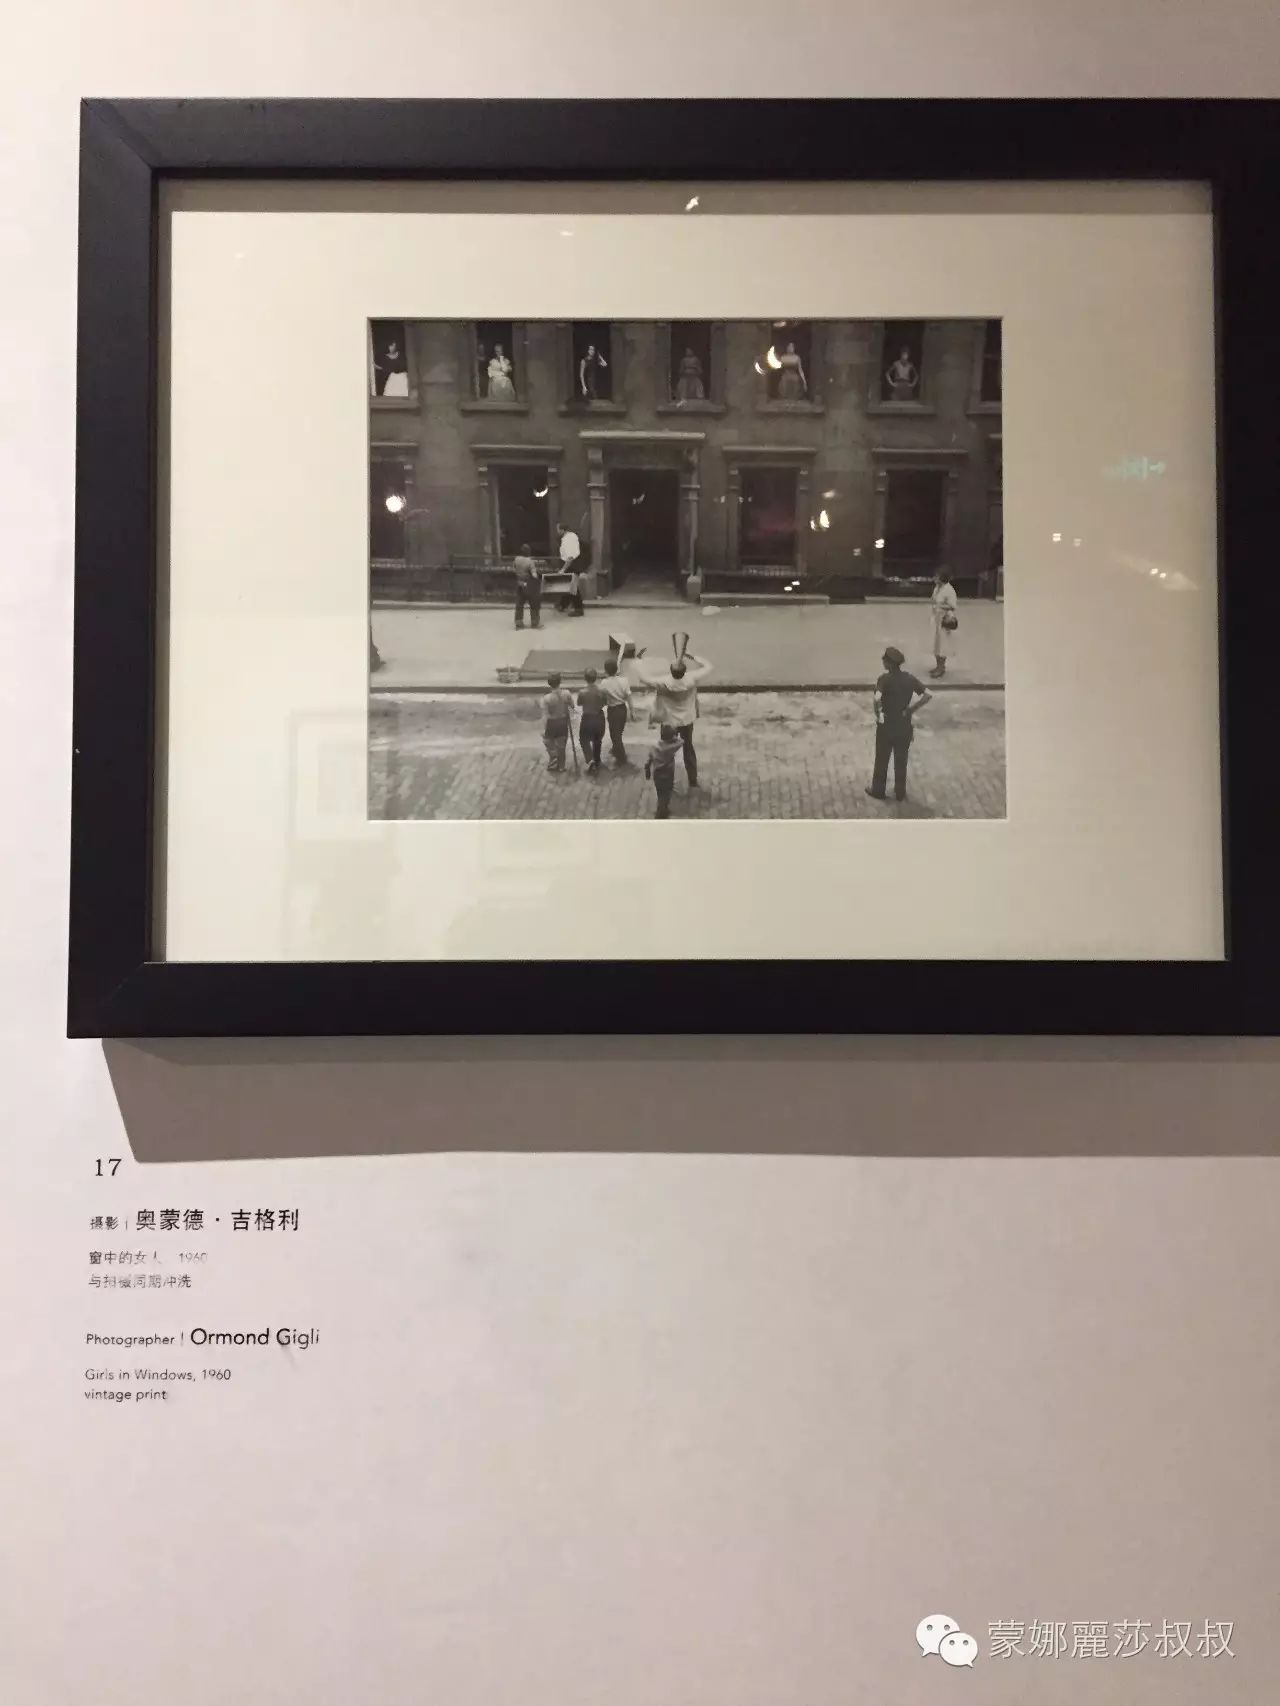 17
摄影 | 奥蒙德・吉格利
窗中的女人 1960
与拍摄同期冲洗
Photographer | Ormond Gigli
Girls in Windows, 1960
vintage print
蒙娜麗莎叔叔